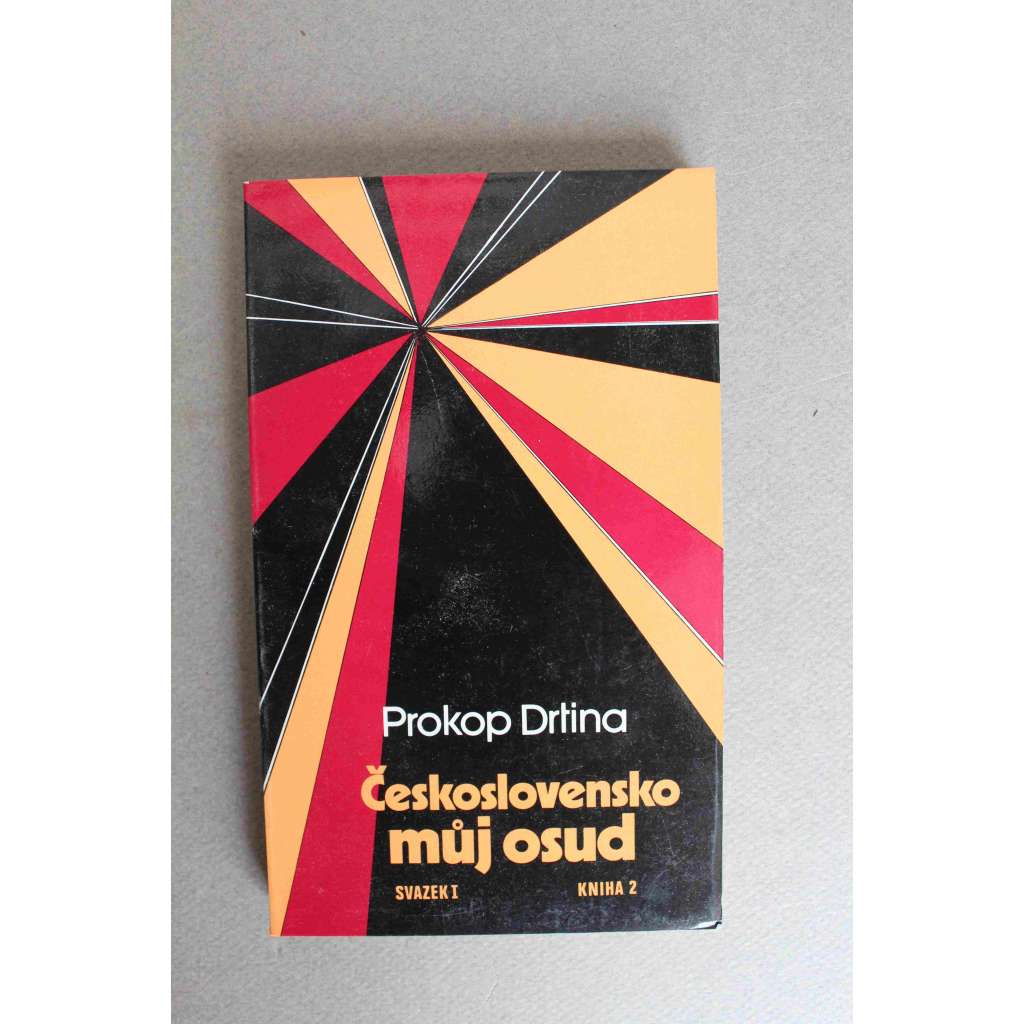 Prokop Drtina
Československo
můj osud
SVAZEK I KNIHA 2